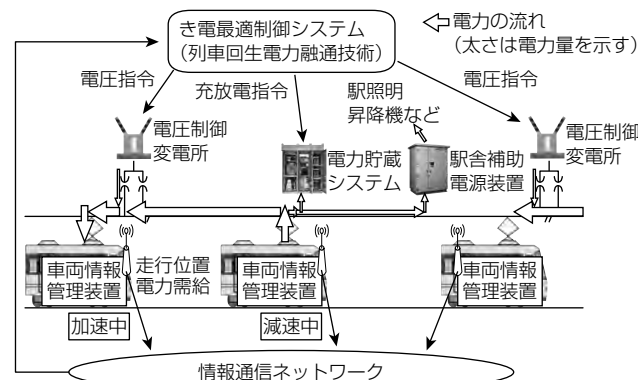 き電最適制御システム
(列車回生電力融通技術)
電力の流れ
(太さは電力量を示す)
電圧指令
充放電指令
駅照明
昇降機など
電圧指令
電圧制御
変電所
電力貯蔵
システム
駅舎補助
電源装置
電圧制御
変電所
車両情報
管理装置
走行位置
電力需給
車両情報
管理装置
車両情報
管理装置
加速中
減速中
情報通信ネットワーク